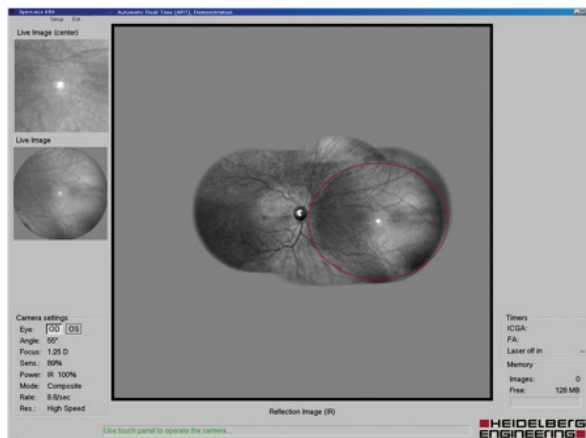 Spectralis HRA Automatic Real Time (ART), Demonstration
Setup Exit
Live Image (center)
Live Image
Camera settings
Eye: OD OS
Angle: 55°
Focus: 1.25 D
Sens.: 89%
Power: IR 100%
Mode: Composite
Rate: 8.8/sec
Res.: High Speed
Timers
ICGA:
FA:
Laser off in --
Memory
Images: 0
Free: 128 MB
Reflection Image (IR)
Use touch panel to operate the camera...
HEIDELBERG
ENGINEERING